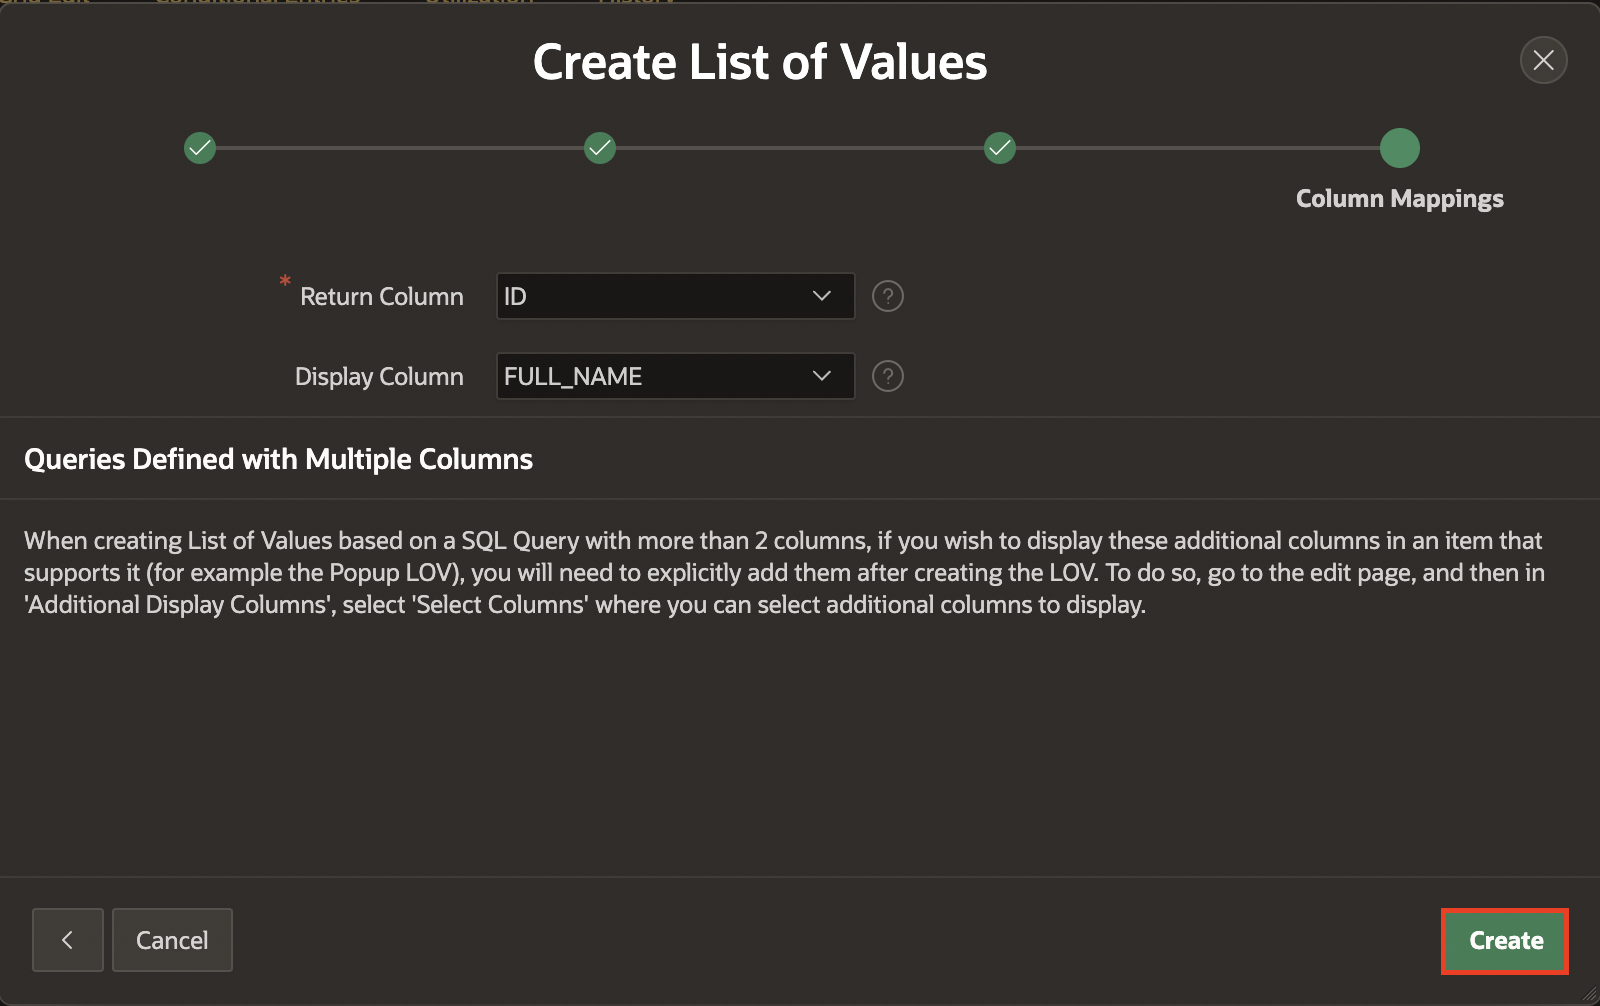 Create List of Values
Column Mappings
* Return Column ID ?
Display Column FULL_NAME ?
Queries Defined with Multiple Columns
When creating List of Values based on a SQL Query with more than 2 columns, if you wish to display these additional columns in an item that
supports it (for example the Popup LOV), you will need to explicitly add them after creating the LOV. To do so, go to the edit page, and then in
'Additional Display Columns', select 'Select Columns' where you can select additional columns to display.
Cancel Create